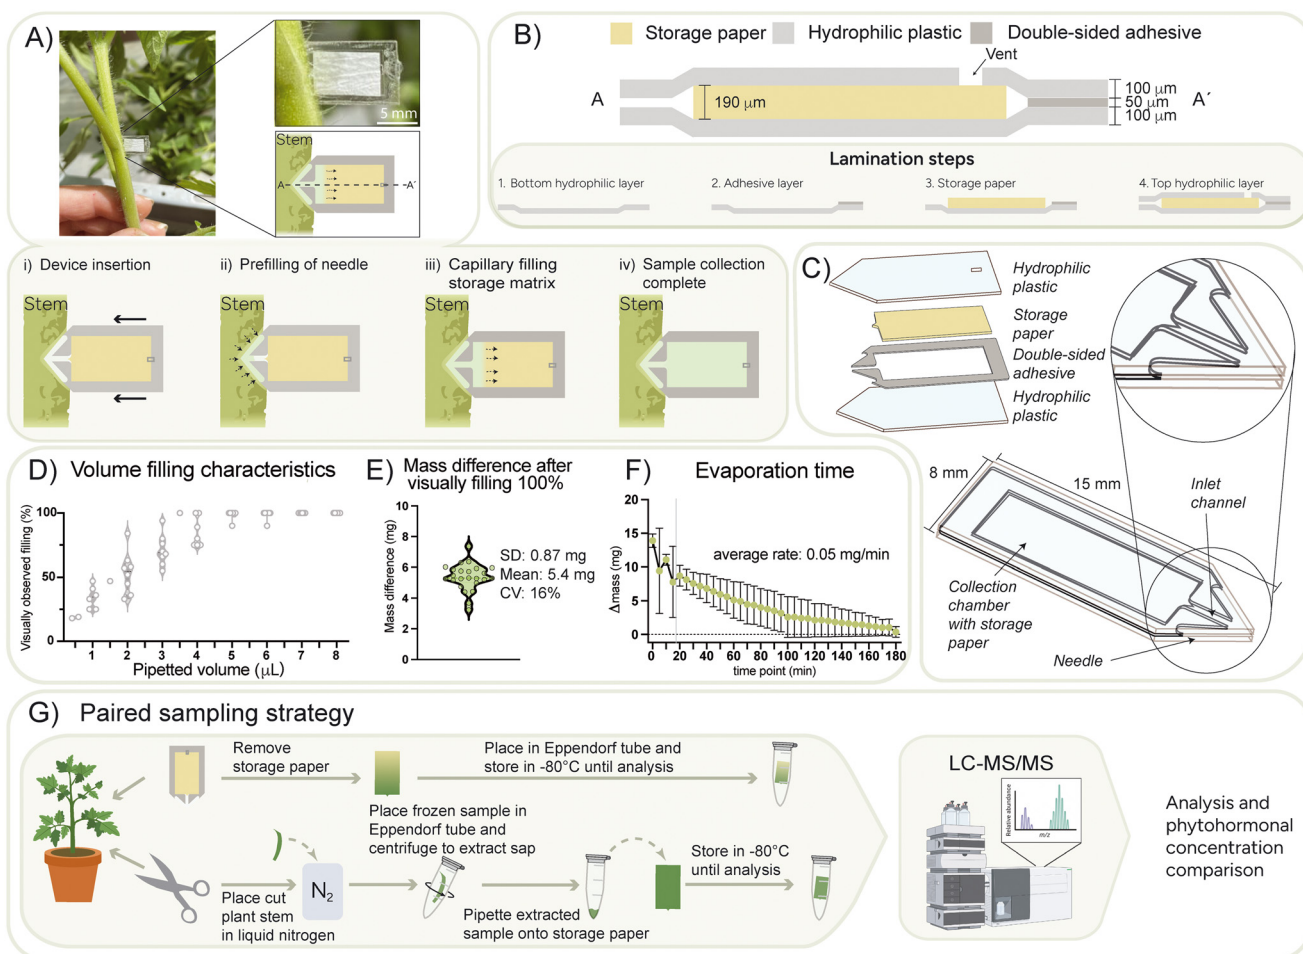 A)
5 mm
Stem
A
A´
B)
Storage paper
Hydrophilic plastic
Double-sided adhesive
Vent
A
190 μm
100 μm
50 μm
100 μm
A´
Lamination steps
1. Bottom hydrophilic layer
2. Adhesive layer
3. Storage paper
4. Top hydrophilic layer
i) Device insertion
Stem
ii) Prefilling of needle
Stem
iii) Capillary filling
storage matrix
Stem
iv) Sample collection
complete
Stem
C)
Hydrophilic
plastic
Storage
paper
Double-sided
adhesive
Hydrophilic
plastic
8 mm
15 mm
Inlet
channel
Collection
chamber
with storage
paper
Needle
D) Volume filling characteristics
Visually observed filling (%)
100
50
0
1 2 3 4 5 6 7 8
Pipetted volume (μL)
E) Mass difference after
visually filling 100%
Mass difference (mg)
10
8
6
4
2
0
SD: 0.87 mg
Mean: 5.4 mg
CV: 16%
F) Evaporation time
Δmass (mg)
20
15
10
5
0
average rate: 0.05 mg/min
0 20 40 60 80 100 120 140 160 180
time point (min)
G) Paired sampling strategy
Remove
storage paper
Place in Eppendorf tube and
store in -80°C until analysis
Place frozen sample in
Eppendorf tube and
centrifuge to extract sap
Place cut
plant stem
in liquid nitrogen
N2
Pipette extracted
sample onto storage paper
Store in -80°C
until analysis
LC-MS/MS
Relative abundance
m/z
Analysis and
phytohormonal
concentration
comparison